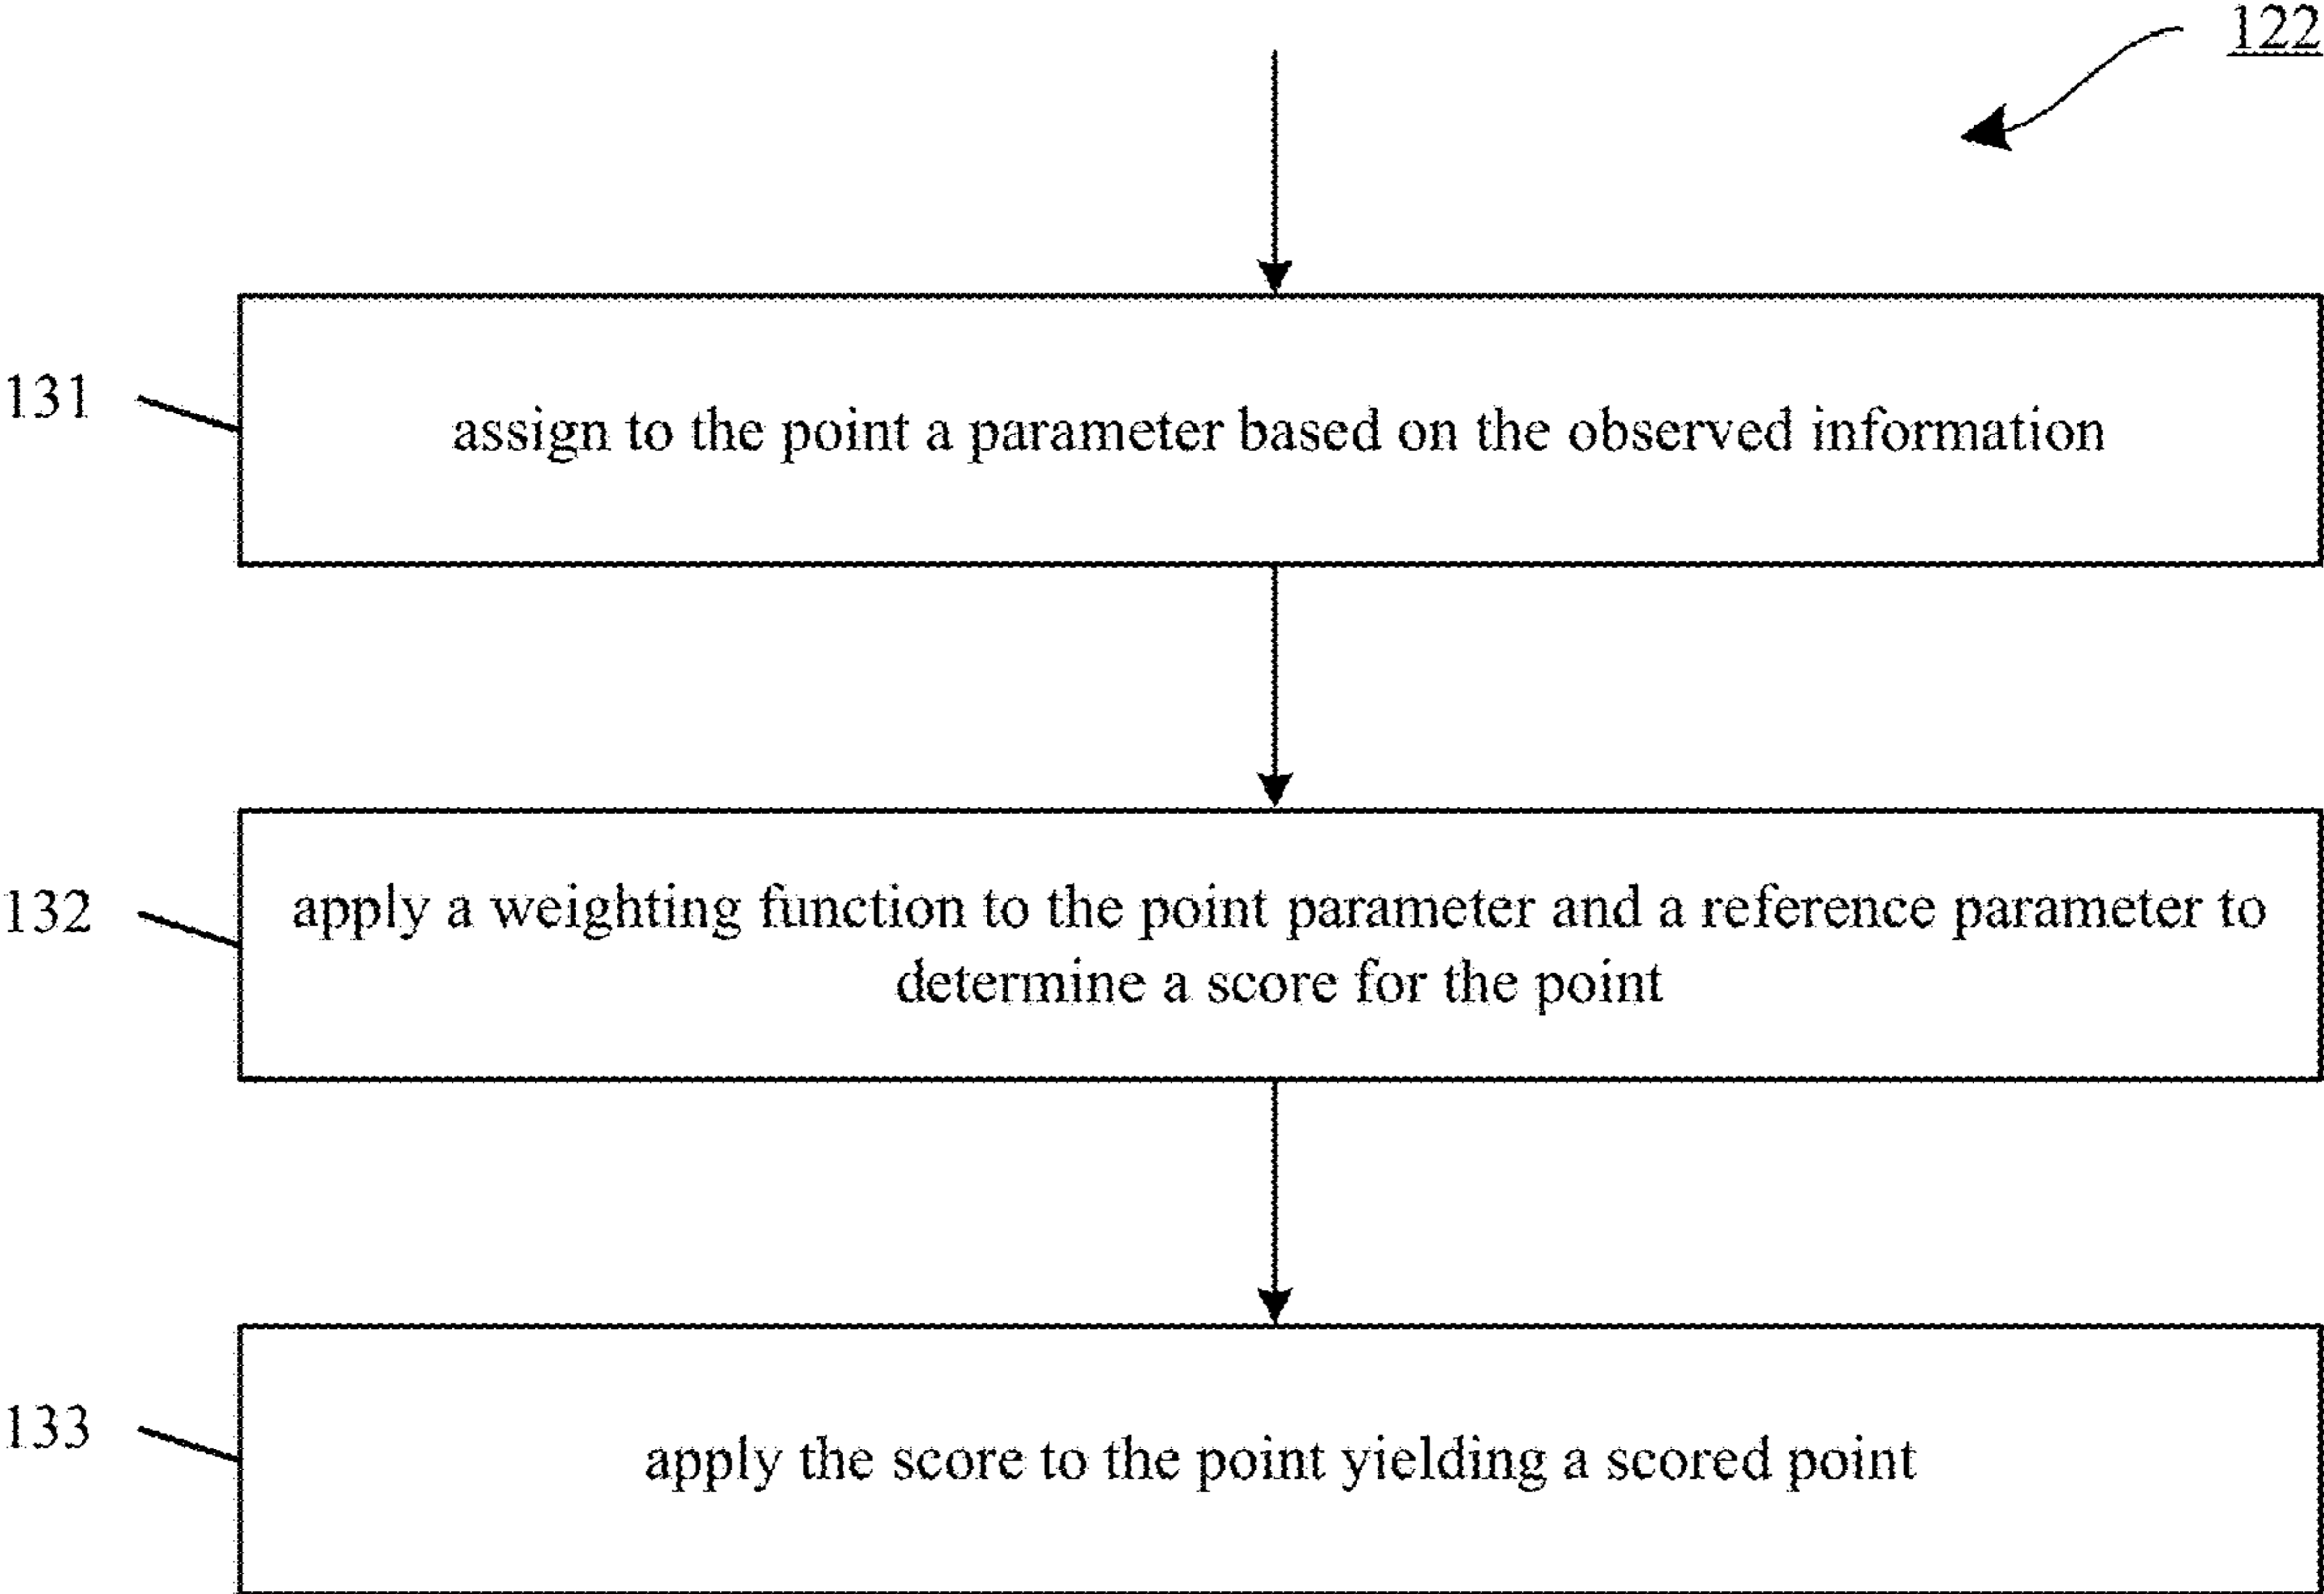 122
131
assign to the point a parameter based on the observed information
132
apply a weighting function to the point parameter and a reference parameter to
determine a score for the point
133
apply the score to the point yielding a scored point